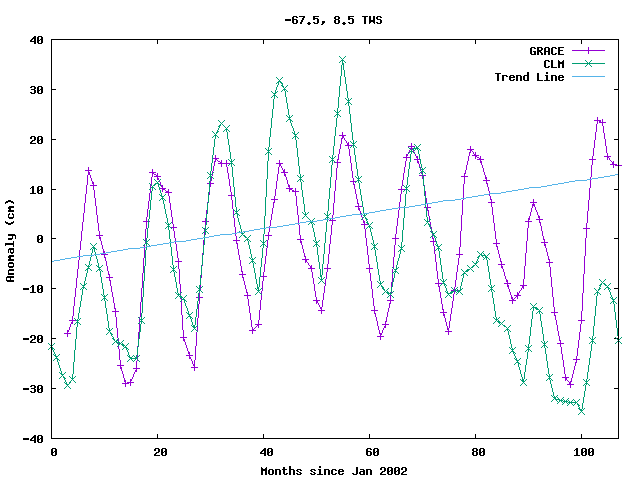 -67.5, 8.5 TWS
GRACE
CLM
Trend Line
40
30
20
10
0
-10
-20
-30
-40
Anomaly (cm)
0 20 40 60 80 100
Months since Jan 2002